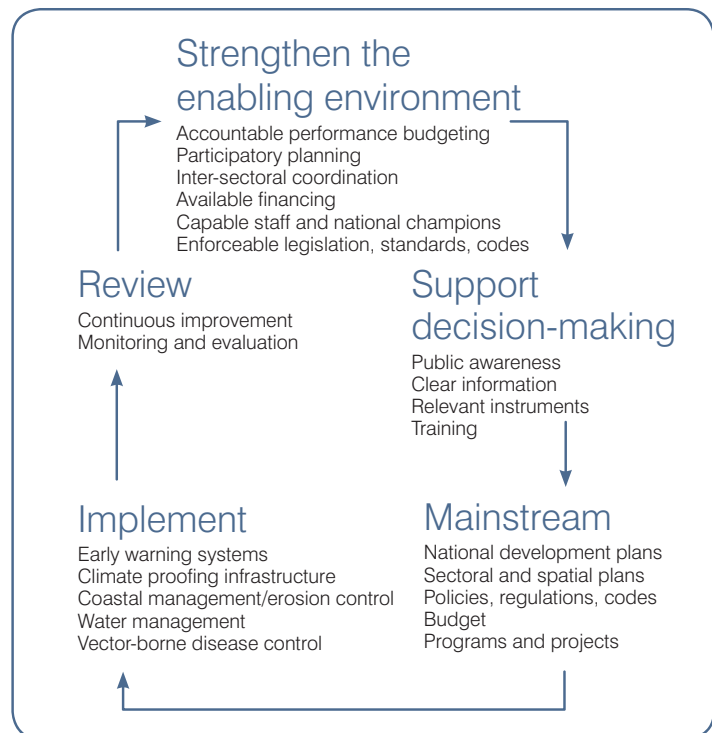 Strengthen the
enabling environment
Accountable performance budgeting
Participatory planning
Inter-sectoral coordination
Available financing
Capable staff and national champions
Enforceable legislation, standards, codes
Review
Continuous improvement
Monitoring and evaluation
Support
decision-making
Public awareness
Clear information
Relevant instruments
Training
Implement
Early warning systems
Climate proofing infrastructure
Coastal management/erosion control
Water management
Vector-borne disease control
Mainstream
National development plans
Sectoral and spatial plans
Policies, regulations, codes
Budget
Programs and projects